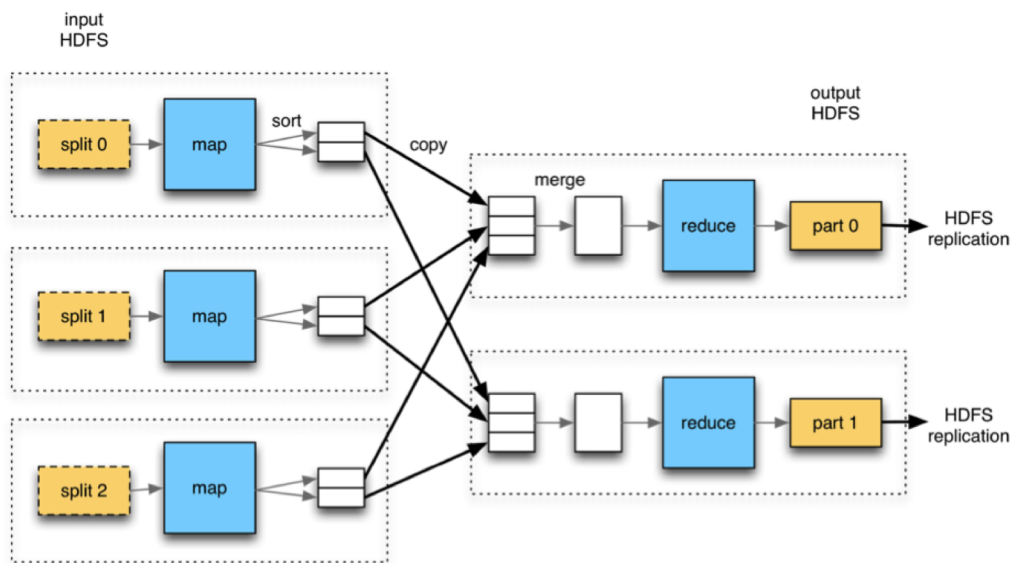 input
HDFS
split 0
map
sort
copy
split 1
map
split 2
map
output
HDFS
merge
reduce
part 0
HDFS
replication
reduce
part 1
HDFS
replication